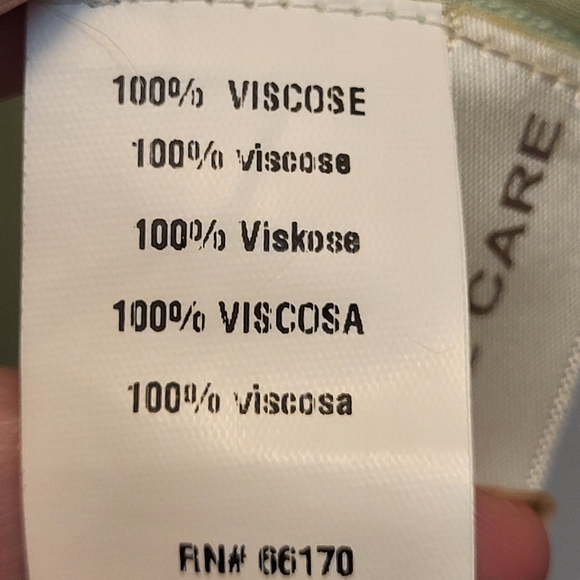 100% VISCOSE
100% viscose
100% Viskose
100% VISCOSA
100% viscosa
RN# 66170
CARE